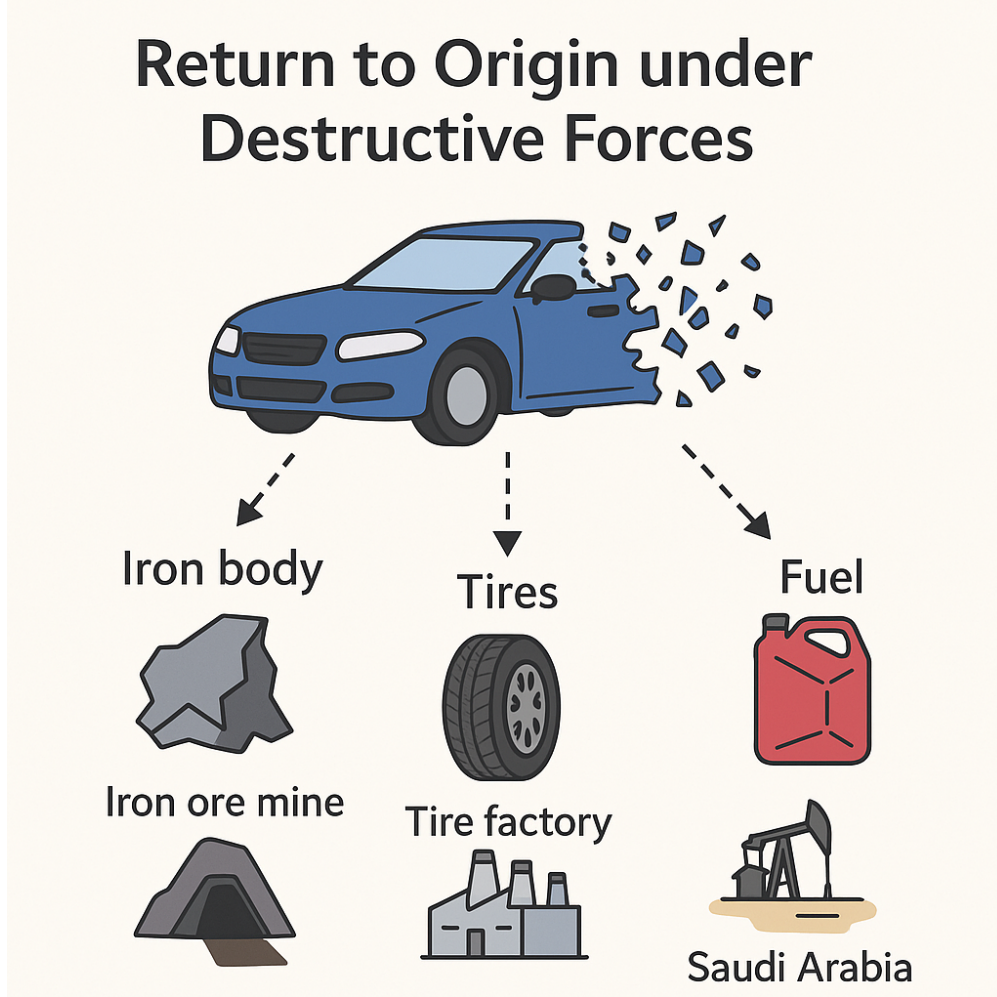 Return to Origin under
Destructive Forces
Iron body
Tires
Fuel
Iron ore mine
Tire factory
Saudi Arabia